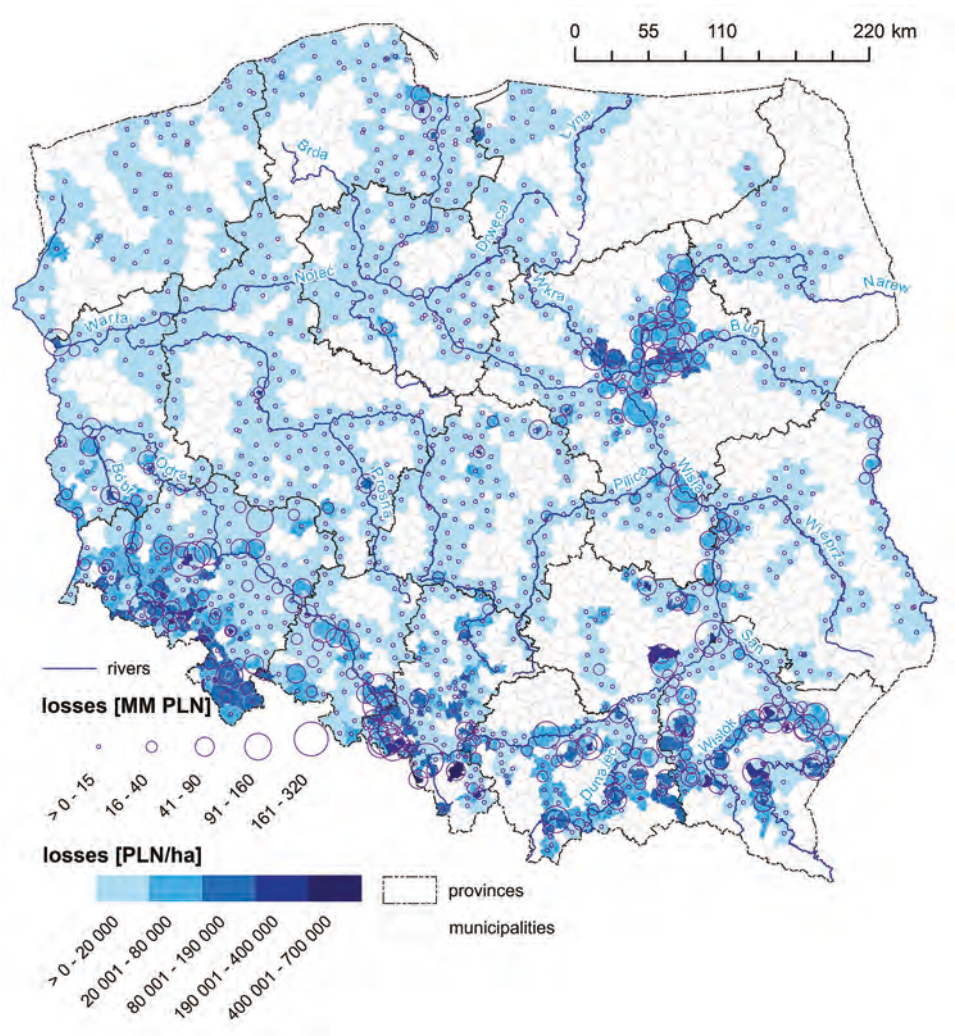 0 55 110 220 km
Łyna
Brda
Drwęca
Noteć
Wkra
Narew
Warta
Bug
Odra
Bóbr
Prosna
Pilica
Wisła
Wieprz
San
rivers
losses [MM PLN]
> 0 - 15
16 - 40
41 - 90
91 - 160
161 - 320
Wisłok
Dunajec
losses [PLN/ha]
> 0 - 20 000
20 001 - 80 000
80 001 - 190 000
190 001 - 400 000
400 001 - 700 000
provinces
municipalities